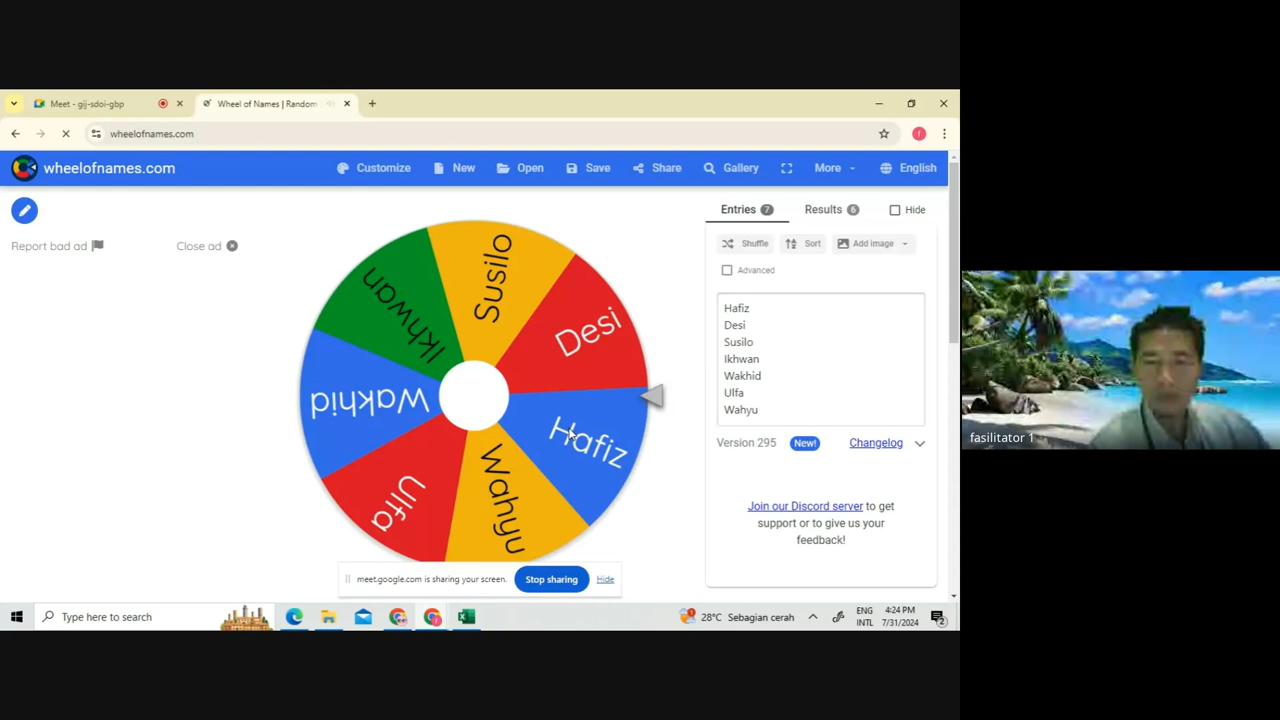 Meet - gij-sdoi-gbp
Wheel of Names | Random
wheelofnames.com
wheelofnames.com
Customize
New
Open
Save
Share
Gallery
More
English
Report bad ad
Close ad
Susilo
Desi
Hafiz
Wahyu
Ulfa
Wakhid
Ikhwan
Entries 7
Results 6
Hide
Shuffle
Sort
Add image
Advanced
Hafiz
Desi
Susilo
Ikhwan
Wakhid
Ulfa
Wahyu
Version 295
New!
Changelog
Join our Discord server to get
support or to give us your
feedback!
meet.google.com is sharing your screen.
Stop sharing
Hide
fasilitator 1
Type here to search
28°C Sebagian cerah
ENG
INTL
4:24 PM
7/31/2024
2